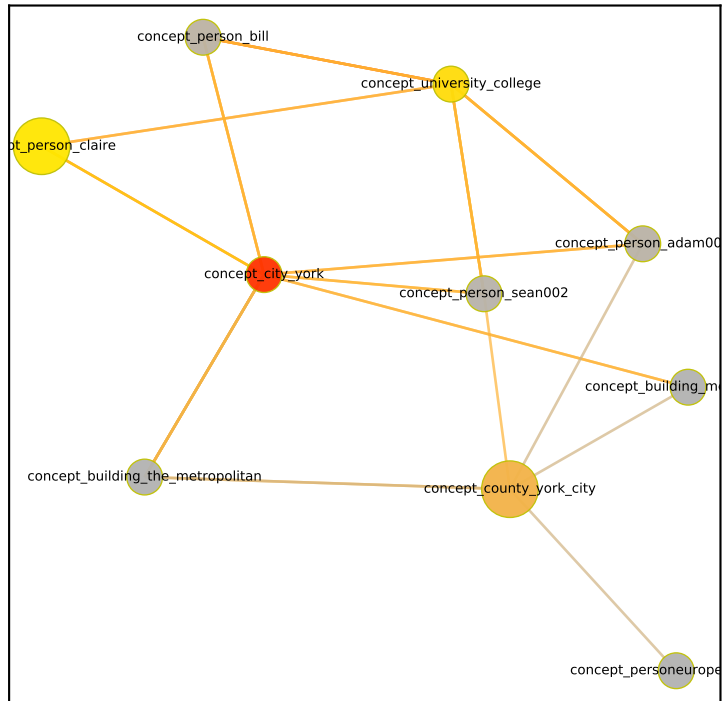 concept_person_bill
concept_university_college
pt_person_claire
concept_person_adam00
concept_city_york
concept_person_sean002
concept_building_me
concept_building_the_metropolitan
concept_county_york_city
concept_personeurope